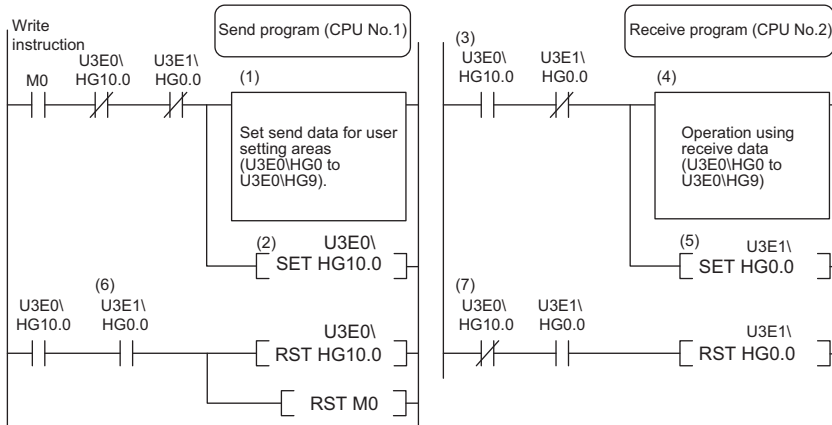 Write
instruction
Send program (CPU No.1)
M0
U3E0\
HG10.0
U3E1\
HG0.0
(1)
Set send data for user
setting areas
(U3E0\HG0 to
U3E0\HG9).
(2)
U3E0\
SET HG10.0
(6)
U3E0\
HG10.0
U3E1\
HG0.0
U3E0\
RST HG10.0
RST M0
Receive program (CPU No.2)
(3)
U3E0\
HG10.0
U3E1\
HG0.0
(4)
Operation using
receive data
(U3E0\HG0 to
U3E0\HG9)
(5)
U3E1\
SET HG0.0
(7)
U3E0\
HG10.0
U3E1\
HG0.0
U3E1\
RST HG0.0